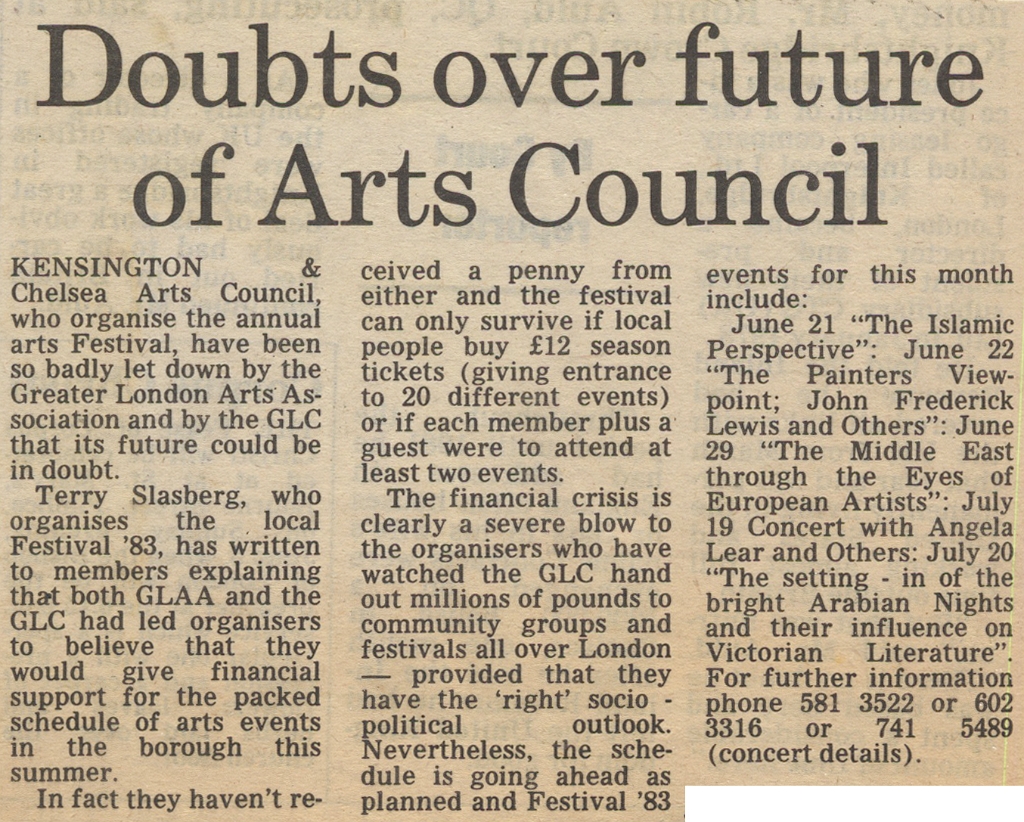 Doubts over future
of Arts Council
KENSINGTON &
Chelsea Arts Council,
who organise the annual
arts Festival, have been
so badly let down by the
Greater London Arts As-
sociation and by the GLC
that its future could be
in doubt.
Terry Slasberg, who
organises the local
Festival '83, has written
to members explaining
that both GLAA and the
GLC had led organisers
to believe that they
would give financial
support for the packed
schedule of arts events
in the borough this
summer.
In fact they haven't re-
ceived a penny from
either and the festival
can only survive if local
people buy £12 season
tickets (giving entrance
to 20 different events)
or if each member plus a
guest were to attend at
least two events.
The financial crisis is
clearly a severe blow to
the organisers who have
watched the GLC hand
out millions of pounds to
community groups and
festivals all over London
— provided that they
have the 'right' socio -
political outlook.
Nevertheless, the sche-
dule is going ahead as
planned and Festival '83
events for this month
include:
June 21 "The Islamic
Perspective": June 22
"The Painters View-
point; John Frederick
Lewis and Others": June
29 "The Middle East
through the Eyes of
European Artists": July
19 Concert with Angela
Lear and Others: July 20
"The setting - in of the
bright Arabian Nights
and their influence on
Victorian Literature".
For further information
phone 581 3522 or 602
3316 or 741 5489
(concert details).